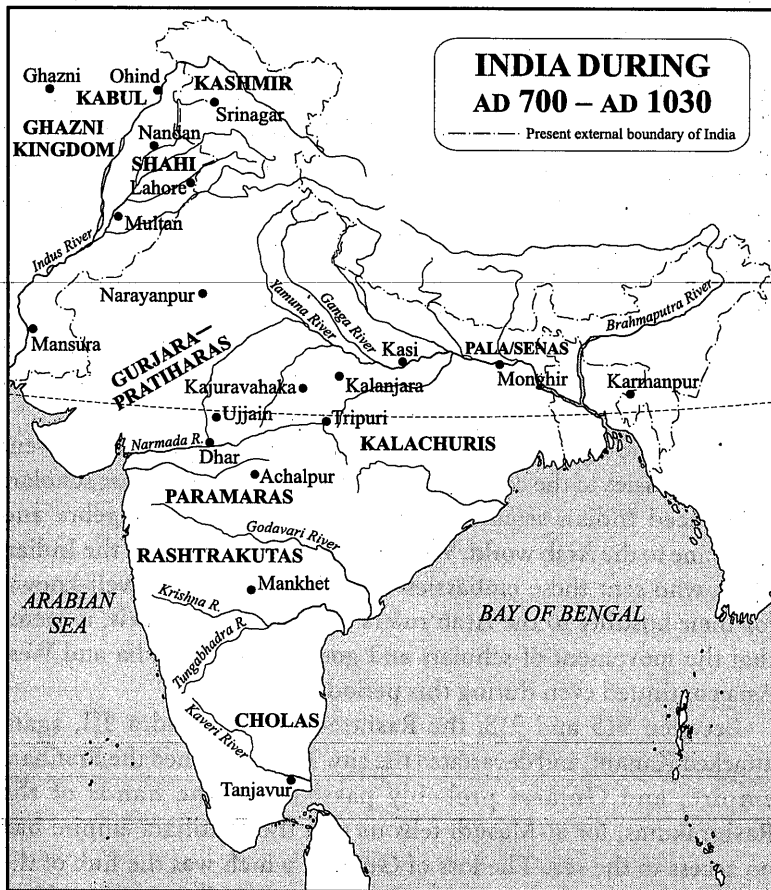 INDIA DURING
AD 700 – AD 1030
Present external boundary of India
Ghazni
Ohind
KABUL
KASHMIR
Srinagar
GHAZNI
KINGDOM
Nandan
SHAHI
Lahore
Multan
Indus River
Narayanpur
Yamuna River
Ganga River
Brahmaputra River
Mansura
GURJARA—
PRATIHARAS
Kasi
PALA/SENAS
Monghir
Kajuravahaka
Kalanjara
Karmanpur
Ujjain
Tripuri
Narmada R.
Dhar
KALACHURIS
Achalpur
PARAMARAS
Godavari River
RASHTRAKUTAS
Mankhet
Krishna R.
ARABIAN
SEA
BAY OF BENGAL
Tungabhadra R.
CHOLAS
Kaveri River
Tanjavur